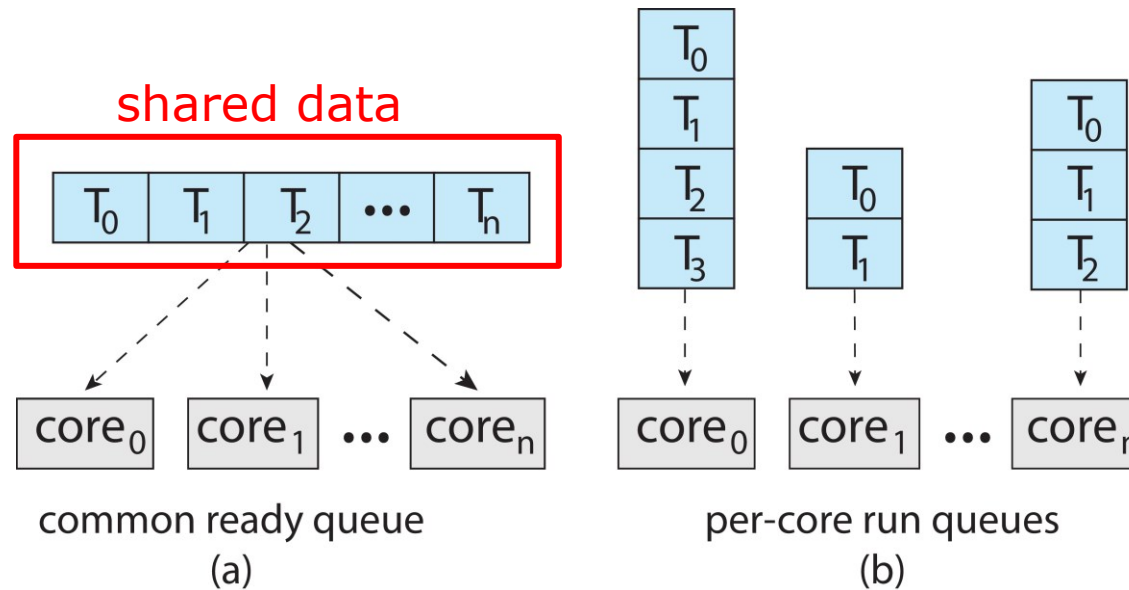 shared data
T0 T1 T2 ••• Tn
core0 core1 ••• coren
common ready queue
(a)
T0
T1
T2
T3
T0
T1
T0
T1
T2
core0 core1 ••• coren
per-core run queues
(b)